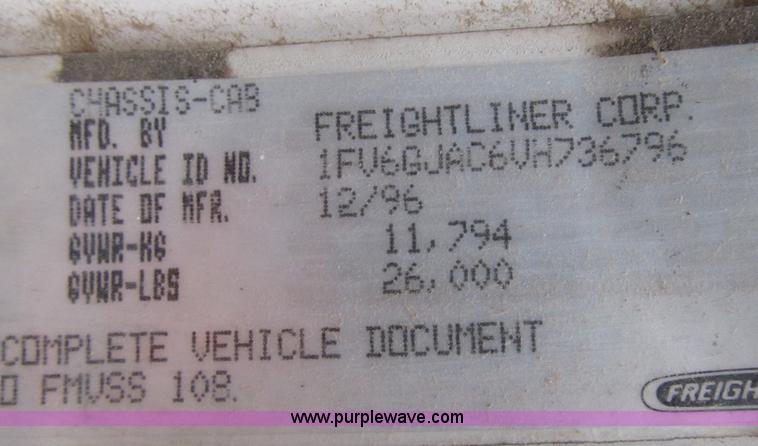 CHASSIS-CAB
MFD. BY FREIGHTLINER CORP.
VEHICLE ID NO. 1FV6GJAC6VH736796
DATE OF MFR. 12/96
GVWR-KG 11,794
GVWR-LBS 26,000
COMPLETE VEHICLE DOCUMENT
O FMVSS 108.
FREIGH
www.purplewave.com